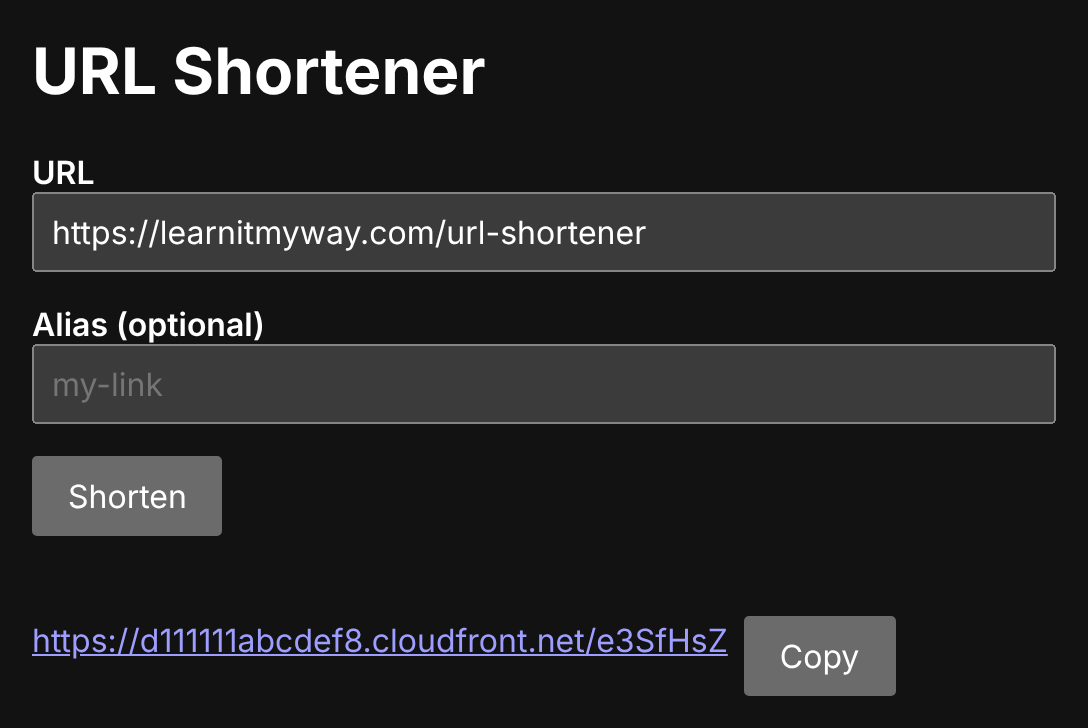 URL Shortener
URL
https://learnitmyway.com/url-shortener
Alias (optional)
my-link
Shorten
https://d111111abcdef8.cloudfront.net/e3SfHsZ
Copy